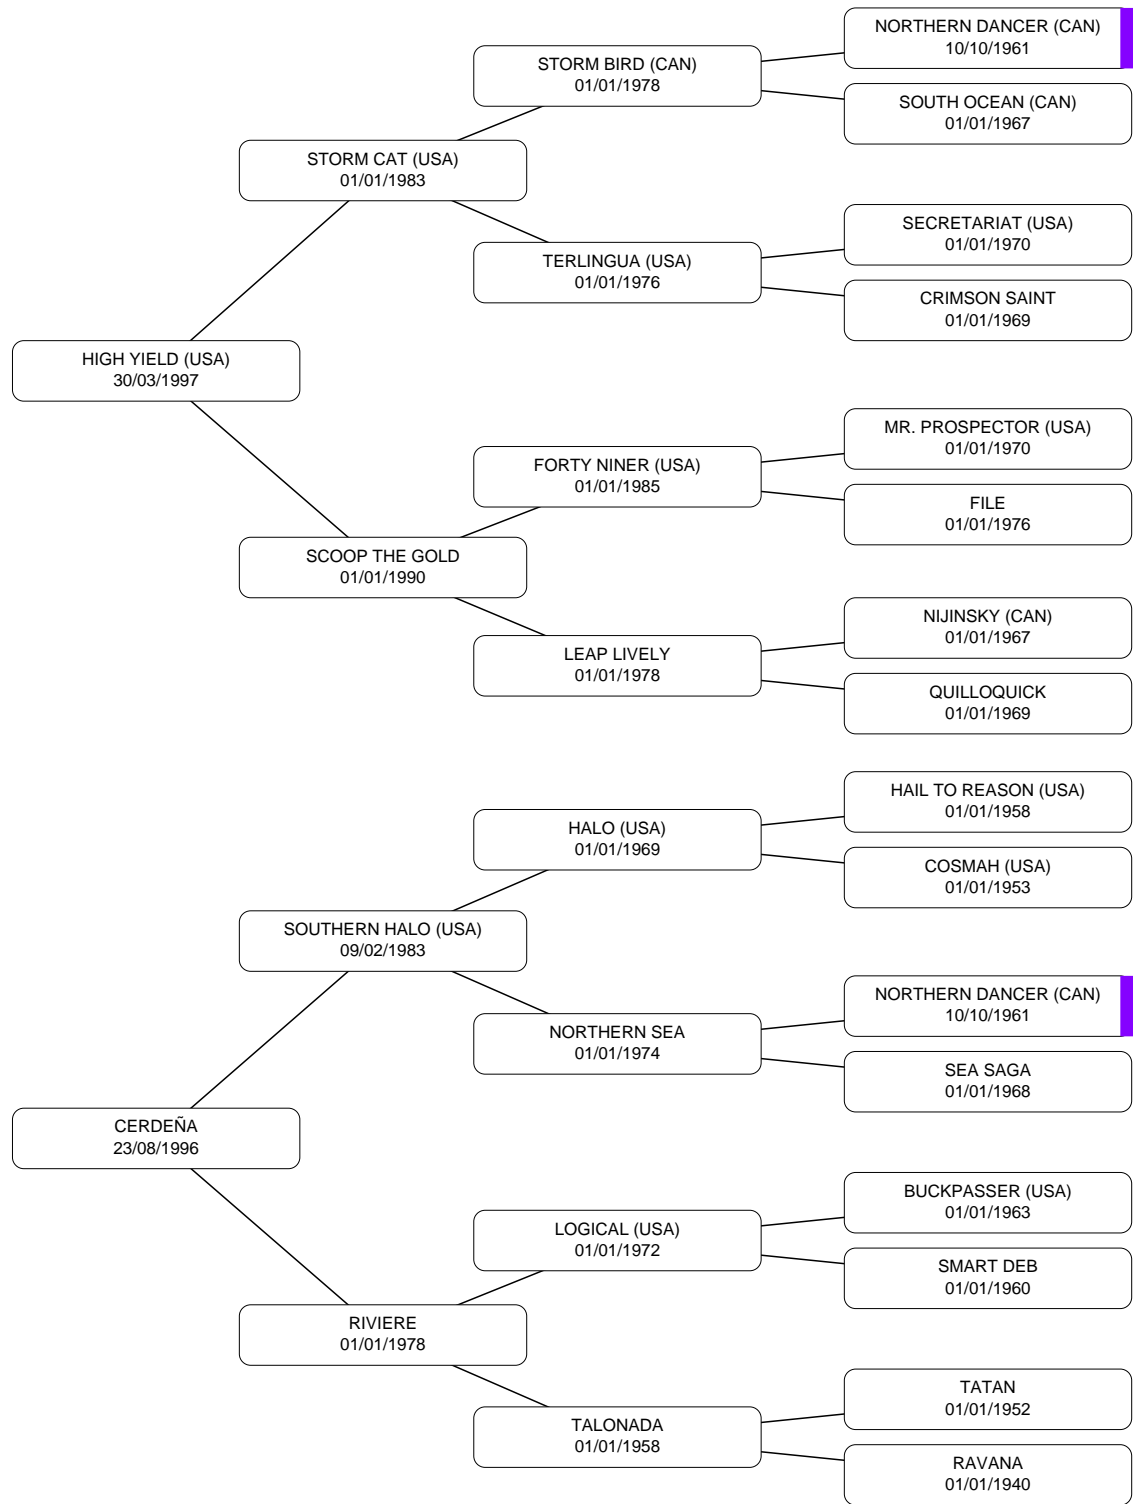 NORTHERN DANCER (CAN)
10/10/1961
STORM BIRD (CAN)
01/01/1978
SOUTH OCEAN (CAN)
01/01/1967
STORM CAT (USA)
01/01/1983
SECRETARIAT (USA)
01/01/1970
TERLINGUA (USA)
01/01/1976
CRIMSON SAINT
01/01/1969
HIGH YIELD (USA)
30/03/1997
MR. PROSPECTOR (USA)
01/01/1970
FORTY NINER (USA)
01/01/1985
FILE
01/01/1976
SCOOP THE GOLD
01/01/1990
NIJINSKY (CAN)
01/01/1967
LEAP LIVELY
01/01/1978
QUILLOQUICK
01/01/1969
HAIL TO REASON (USA)
01/01/1958
HALO (USA)
01/01/1969
COSMAH (USA)
01/01/1953
SOUTHERN HALO (USA)
09/02/1983
NORTHERN DANCER (CAN)
10/10/1961
NORTHERN SEA
01/01/1974
SEA SAGA
01/01/1968
CERDEÑA
23/08/1996
BUCKPASSER (USA)
01/01/1963
LOGICAL (USA)
01/01/1972
SMART DEB
01/01/1960
RIVIERE
01/01/1978
TATAN
01/01/1952
TALONADA
01/01/1958
RAVANA
01/01/1940